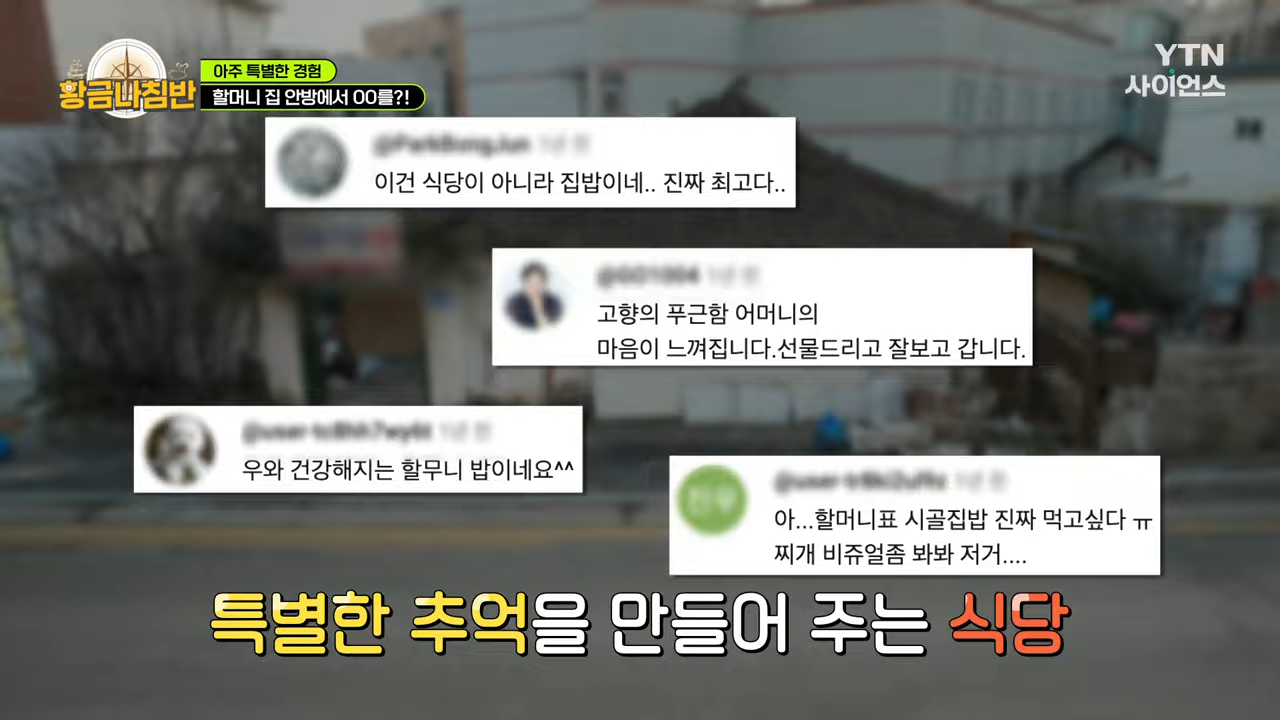 황금나침반
아주 특별한 경험
할머니 집 안방에서 OO를?!
YTN
사이언스
이건 식당이 아니라 집밥이네.. 진짜 최고다..
고향의 푸근함 어머니의
마음이 느껴집니다.선물드리고 잘보고 갑니다.
우와 건강해지는 할무니 밥이네요^^
아...할머니표 시골집밥 진짜 먹고싶다 ㅠ
찌개 비쥬얼좀 봐봐 저거....
특별한 추억을 만들어 주는 식당